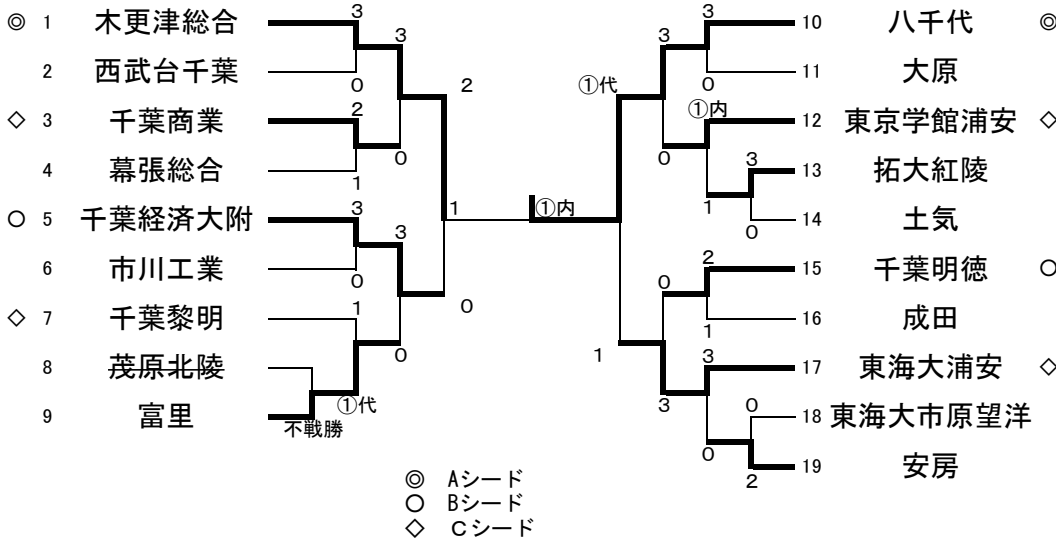 ◎ 1 木更津総合
2 西武台千葉
◇ 3 千葉商業
4 幕張総合
○ 5 千葉経済大附
6 市川工業
◇ 7 千葉黎明
8 茂原北陵
9 富里
3
0
2
1
3
0
1
①代
不戦勝
3
0
3
0
2
0
1
①内
①代
1
3
0
0
3
3
0
①内
1
3
0
2
1
3
0
0
2
10 八千代 ◎
11 大原
12 東京学館浦安 ◇
13 拓大紅陵
14 土気
15 千葉明徳 ○
16 成田
17 東海大浦安 ◇
18 東海大市原望洋
19 安房
◎ Aシード
○ Bシード
◇ Cシード